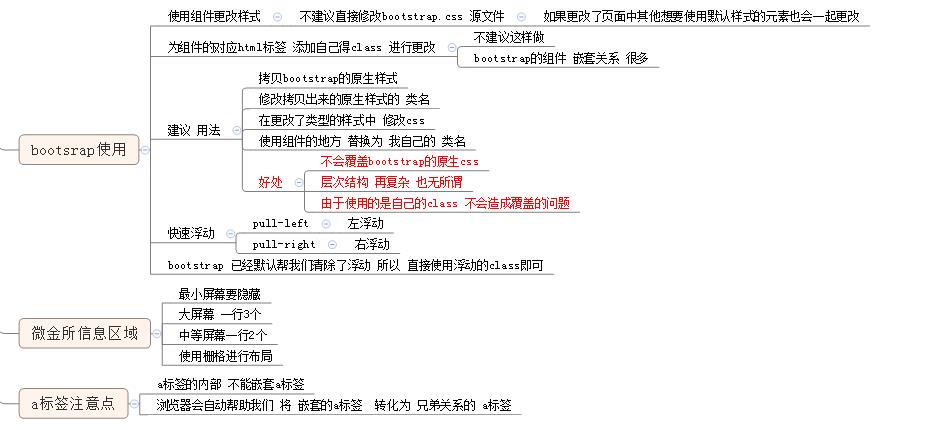 bootsrap使用
使用组件更改样式 不建议直接修改bootstrap.css 源文件 如果更改了页面中其他想要使用默认样式的元素也会一起更改
为组件的对应html标签 添加自己得class 进行更改
不建议这样做
bootstrap的组件 嵌套关系 很多
建议 用法
拷贝bootstrap的原生样式
修改拷贝出来的原生样式的 类名
在更改了类型的样式中 修改css
使用组件的地方 替换为 我自己的 类名
好处
不会覆盖bootstrap的原生css
层次结构 再复杂 也无所谓
由于使用的是自己的class 不会造成覆盖的问题
快速浮动
pull-left 左浮动
pull-right 右浮动
bootstrap 已经默认帮我们清除了浮动 所以 直接使用浮动的class即可
微金所信息区域
最小屏幕要隐藏
大屏幕 一行3个
中等屏幕一行2个
使用栅格进行布局
a标签注意点
a标签的内部 不能嵌套a标签
浏览器会自动帮助我们 将 嵌套的a标签 转化为 兄弟关系的 a标签